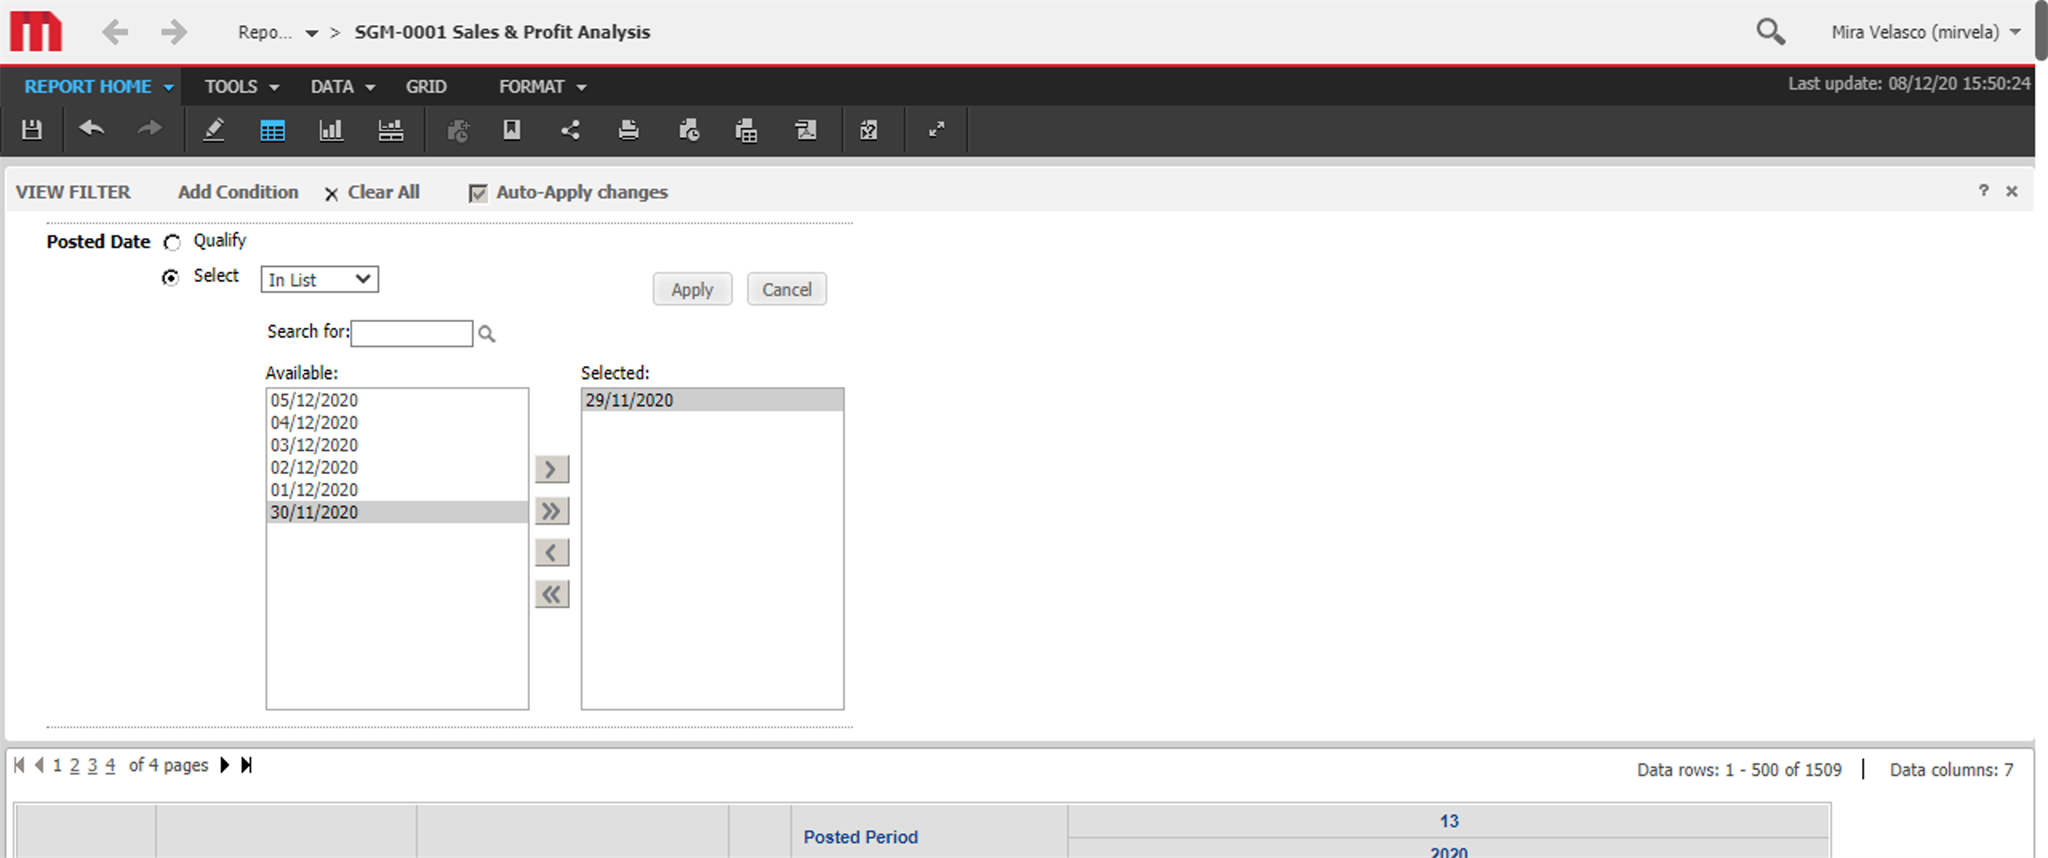 Repo... > SGM-0001 Sales & Profit Analysis Mira Velasco (mirvela)
REPORT HOME TOOLS DATA GRID FORMAT Last update: 08/12/20 15:50:24
VIEW FILTER Add Condition Clear All Auto-Apply changes ? x
Posted Date Qualify
Select In List Apply Cancel
Search for:
Available: Selected:
05/12/2020 29/11/2020
04/12/2020
03/12/2020
02/12/2020
01/12/2020
30/11/2020
1 2 3 4 of 4 pages Data rows: 1 - 500 of 1509 | Data columns: 7
13
Posted Period
2020